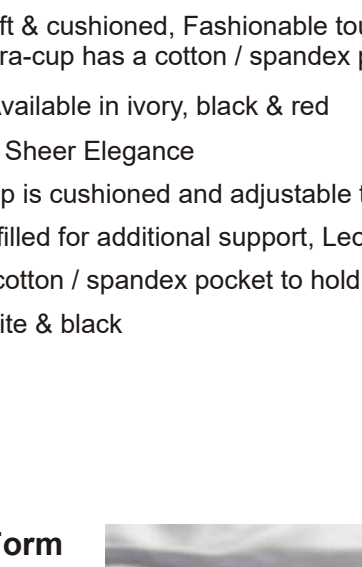 ft & cushioned, Fashionable tou
ra-cup has a cotton / spandex p
vailable in ivory, black & red
Sheer Elegance
p is cushioned and adjustable t
filled for additional support, Leo
cotton / spandex pocket to hold
ite & black
Form